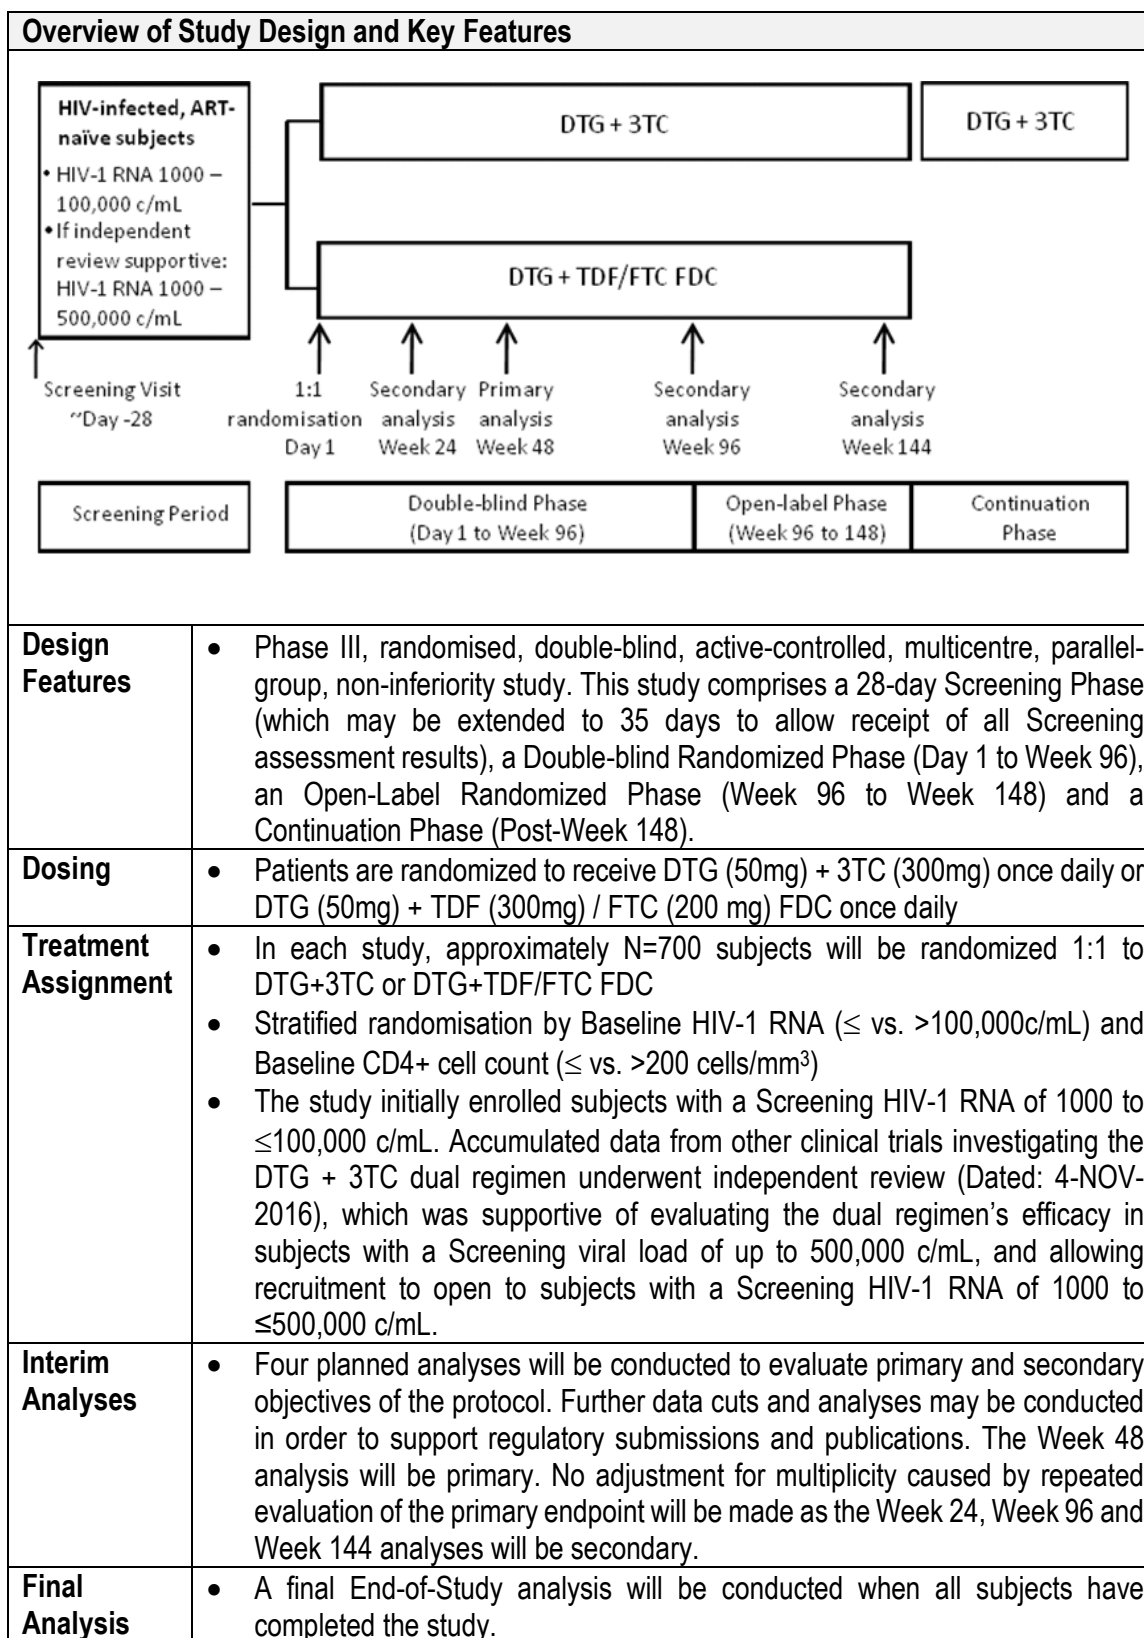 Overview of Study Design and Key Features
HIV-infected, ART-
naïve subjects
• HIV-1 RNA 1000 –
100,000 c/mL
• If independent
review supportive:
HIV-1 RNA 1000 –
500,000 c/mL
DTG + 3TC
DTG + 3TC
DTG + TDF/FTC FDC
Screening Visit
~Day -28
1:1
randomisation
Day 1
Secondary
analysis
Week 24
Primary
analysis
Week 48
Secondary
analysis
Week 96
Secondary
analysis
Week 144
Screening Period
Double-blind Phase
(Day 1 to Week 96)
Open-label Phase
(Week 96 to 148)
Continuation
Phase
Design
Features
• Phase III, randomised, double-blind, active-controlled, multicentre, parallel-
group, non-inferiority study. This study comprises a 28-day Screening Phase
(which may be extended to 35 days to allow receipt of all Screening
assessment results), a Double-blind Randomized Phase (Day 1 to Week 96),
an Open-Label Randomized Phase (Week 96 to Week 148) and a
Continuation Phase (Post-Week 148).
Dosing
• Patients are randomized to receive DTG (50mg) + 3TC (300mg) once daily or
DTG (50mg) + TDF (300mg) / FTC (200 mg) FDC once daily
Treatment
Assignment
• In each study, approximately N=700 subjects will be randomized 1:1 to
DTG+3TC or DTG+TDF/FTC FDC
• Stratified randomisation by Baseline HIV-1 RNA (≤ vs. >100,000c/mL) and
Baseline CD4+ cell count (≤ vs. >200 cells/mm³)
• The study initially enrolled subjects with a Screening HIV-1 RNA of 1000 to
≤100,000 c/mL. Accumulated data from other clinical trials investigating the
DTG + 3TC dual regimen underwent independent review (Dated: 4-NOV-
2016), which was supportive of evaluating the dual regimen’s efficacy in
subjects with a Screening viral load of up to 500,000 c/mL, and allowing
recruitment to open to subjects with a Screening HIV-1 RNA of 1000 to
≤500,000 c/mL.
Interim
Analyses
• Four planned analyses will be conducted to evaluate primary and secondary
objectives of the protocol. Further data cuts and analyses may be conducted
in order to support regulatory submissions and publications. The Week 48
analysis will be primary. No adjustment for multiplicity caused by repeated
evaluation of the primary endpoint will be made as the Week 24, Week 96 and
Week 144 analyses will be secondary.
Final
Analysis
• A final End-of-Study analysis will be conducted when all subjects have
completed the study.